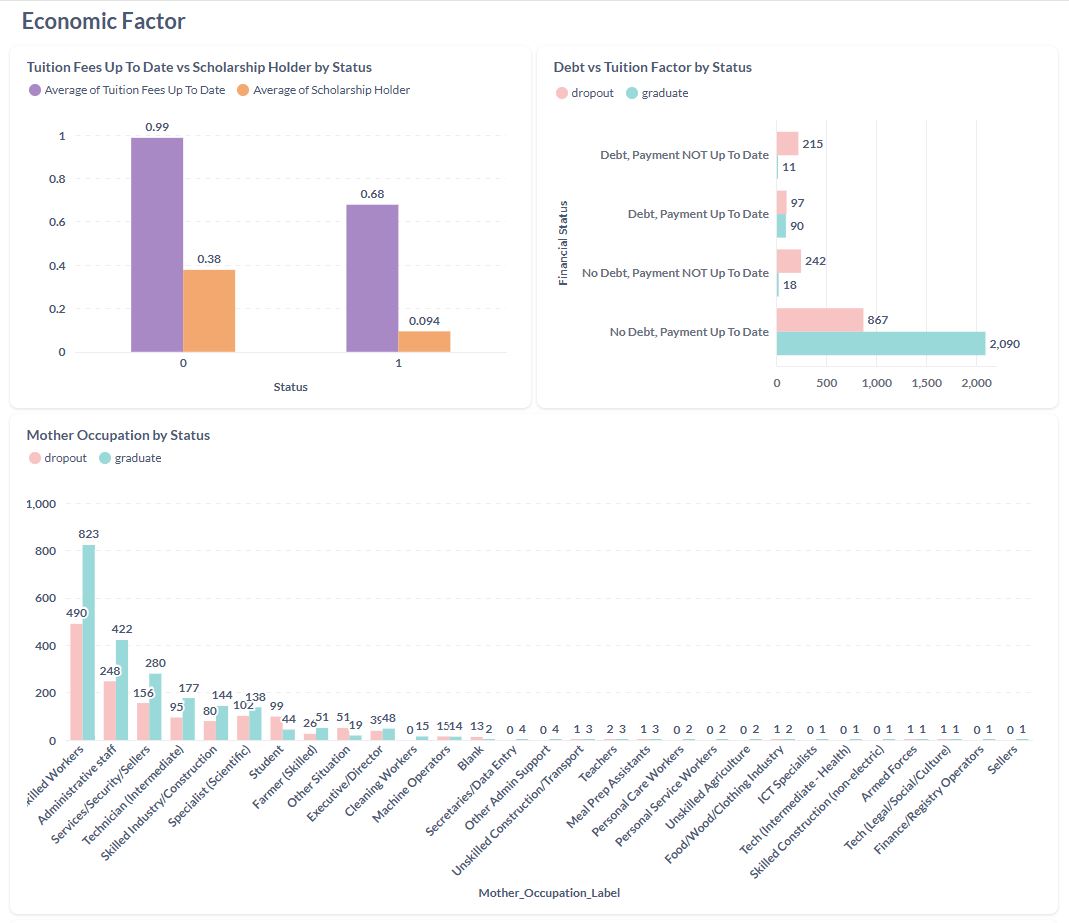 Economic Factor
Tuition Fees Up To Date vs Scholarship Holder by Status
Average of Tuition Fees Up To Date Average of Scholarship Holder
0.99
1
0.8
0.68
0.6
0.4
0.38
0.2
0.094
0
0 1
Status
Debt vs Tuition Factor by Status
dropout graduate
Financial Status
Debt, Payment NOT Up To Date 215
11
Debt, Payment Up To Date 97
90
No Debt, Payment NOT Up To Date 242
18
No Debt, Payment Up To Date 867
2,090
0 500 1,000 1,500 2,000
Mother Occupation by Status
dropout graduate
1,000
800
600
400
200
0
490 823
248 422
156 280
95 177
80 144
102 138
99 44
26 51
51 19
39 48
0 15
15 14
13 2
0 4
0 4
1 3
2 3
1 3
0 2
0 2
0 2
1 2
0 1
0 1
0 1
1 1
1 1
0 1
0 1
killed Workers
Administrative staff
Services/Security/Sellers
Technician (Intermediate)
Skilled Industry/Construction
Specialist (Scientific)
Student
Farmer (Skilled)
Other Situation
Executive/Director
Cleaning Workers
Machine Operators
Blank
Secretaries/Data Entry
Other Admin Support
Unskilled Construction/Transport
Teachers
Meal Prep Assistants
Personal Care Workers
Personal Service Workers
Unskilled Agriculture
Food/Wood/Clothing Industry
ICT Specialists
Tech (Intermediate - Health)
Skilled Construction (non-electric)
Armed Forces
Tech (Legal/Social/Culture)
Finance/Registry Operators
Sellers
Mother_Occupation_Label